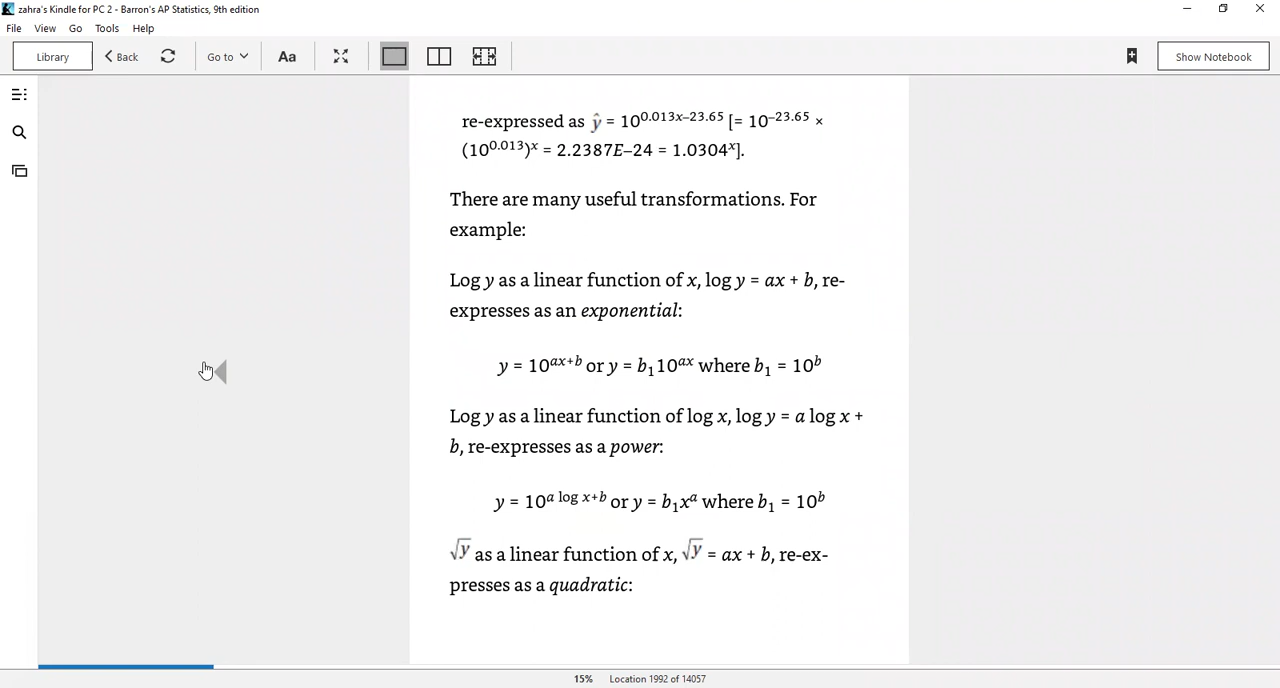 zahra's Kindle for PC 2 - Barron's AP Statistics, 9th edition
File View Go Tools Help
Library Back Go to Aa Show Notebook
re-expressed as ŷ = 10^{0.013x–23.65} [= 10^{–23.65} ×
(10^{0.013})^x = 2.2387E–24 = 1.0304^x].
There are many useful transformations. For
example:
Log y as a linear function of x, log y = ax + b, re-
expresses as an exponential:
y = 10^{ax+b} or y = b₁10^{ax} where b₁ = 10^b
Log y as a linear function of log x, log y = a log x +
b, re-expresses as a power:
y = 10^{a log x+b} or y = b₁x^a where b₁ = 10^b
√y as a linear function of x, √y = ax + b, re-ex-
presses as a quadratic:
15% Location 1992 of 14057